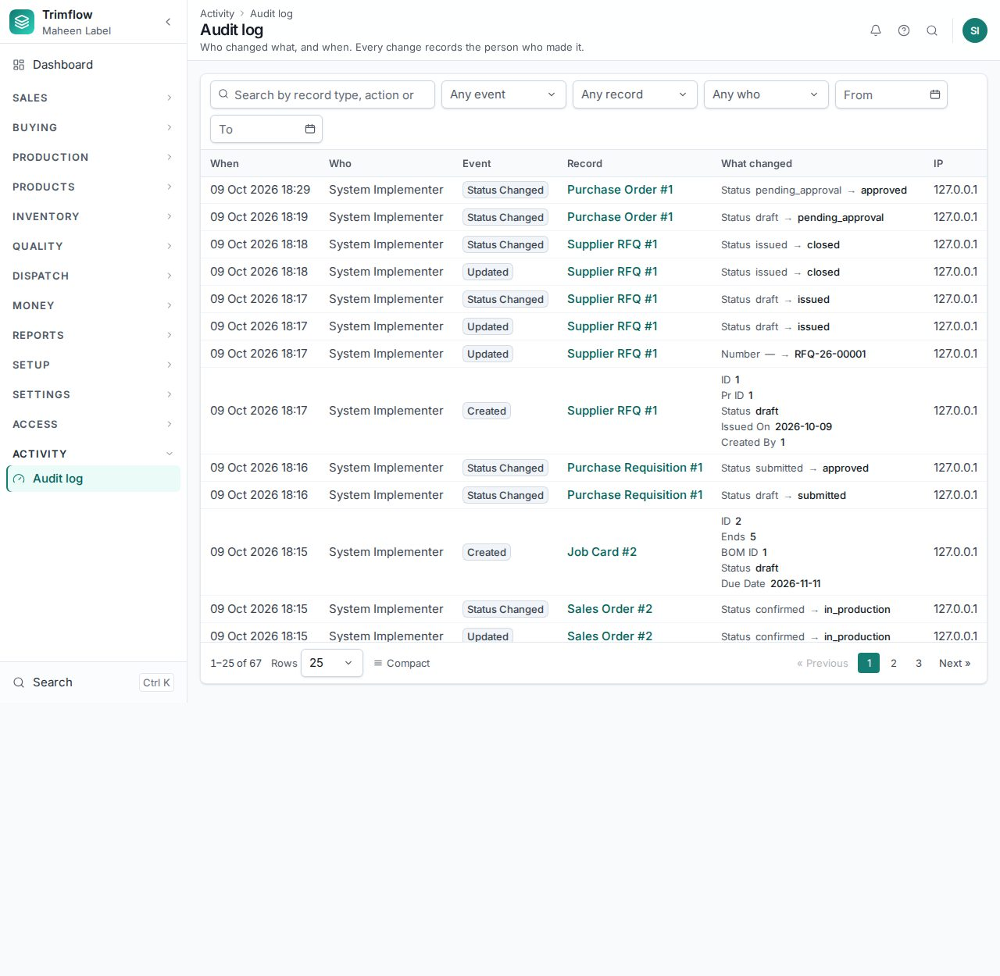 Trimflow
Maheen Label
Dashboard
SALES
BUYING
PRODUCTION
PRODUCTS
INVENTORY
QUALITY
DISPATCH
MONEY
REPORTS
SETUP
SETTINGS
ACCESS
ACTIVITY
Audit log
Search Ctrl K
Activity Audit log
Audit log
Who changed what, and when. Every change records the person who made it.
SI
Search by record type, action or Any event Any record Any who From
To
When Who Event Record What changed IP
09 Oct 2026 18:29 System Implementer Status Changed Purchase Order #1 Status pending_approval → approved 127.0.0.1
09 Oct 2026 18:19 System Implementer Status Changed Purchase Order #1 Status draft → pending_approval 127.0.0.1
09 Oct 2026 18:18 System Implementer Status Changed Supplier RFQ #1 Status issued → closed 127.0.0.1
09 Oct 2026 18:18 System Implementer Updated Supplier RFQ #1 Status issued → closed 127.0.0.1
09 Oct 2026 18:17 System Implementer Status Changed Supplier RFQ #1 Status draft → issued 127.0.0.1
09 Oct 2026 18:17 System Implementer Updated Supplier RFQ #1 Status draft → issued 127.0.0.1
09 Oct 2026 18:17 System Implementer Updated Supplier RFQ #1 Number — → RFQ-26-00001 127.0.0.1
09 Oct 2026 18:17 System Implementer Created Supplier RFQ #1 ID 1
Pr ID 1
Status draft
Issued On 2026-10-09
Created By 1 127.0.0.1
09 Oct 2026 18:16 System Implementer Status Changed Purchase Requisition #1 Status submitted → approved 127.0.0.1
09 Oct 2026 18:16 System Implementer Status Changed Purchase Requisition #1 Status draft → submitted 127.0.0.1
09 Oct 2026 18:15 System Implementer Created Job Card #2 ID 2
Ends 5
BOM ID 1
Status draft
Due Date 2026-11-11 127.0.0.1
09 Oct 2026 18:15 System Implementer Status Changed Sales Order #2 Status confirmed → in_production 127.0.0.1
09 Oct 2026 18:15 System Implementer Updated Sales Order #2 Status confirmed → in_production 127.0.0.1
1–25 of 67 Rows 25 Compact « Previous 1 2 3 Next »